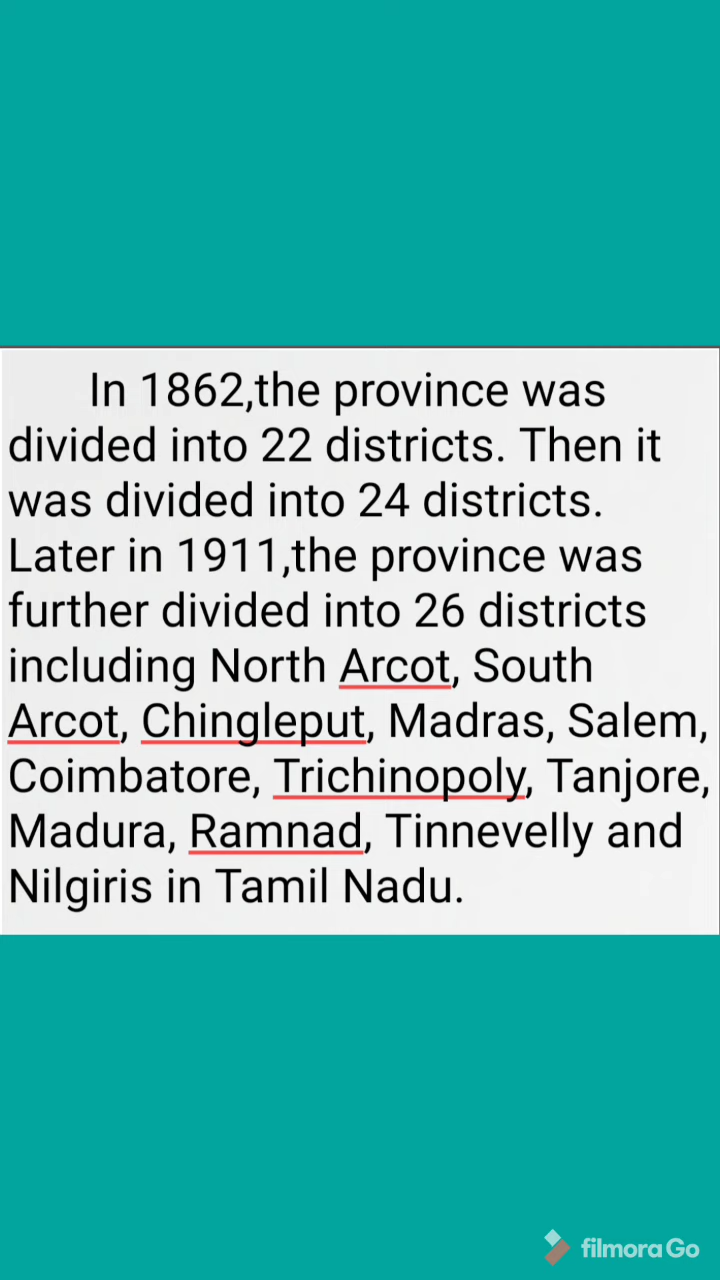 In 1862,the province was
divided into 22 districts. Then it
was divided into 24 districts.
Later in 1911,the province was
further divided into 26 districts
including North Arcot, South
Arcot, Chingleput, Madras, Salem,
Coimbatore, Trichinopoly, Tanjore,
Madura, Ramnad, Tinnevelly and
Nilgiris in Tamil Nadu.
filmora Go